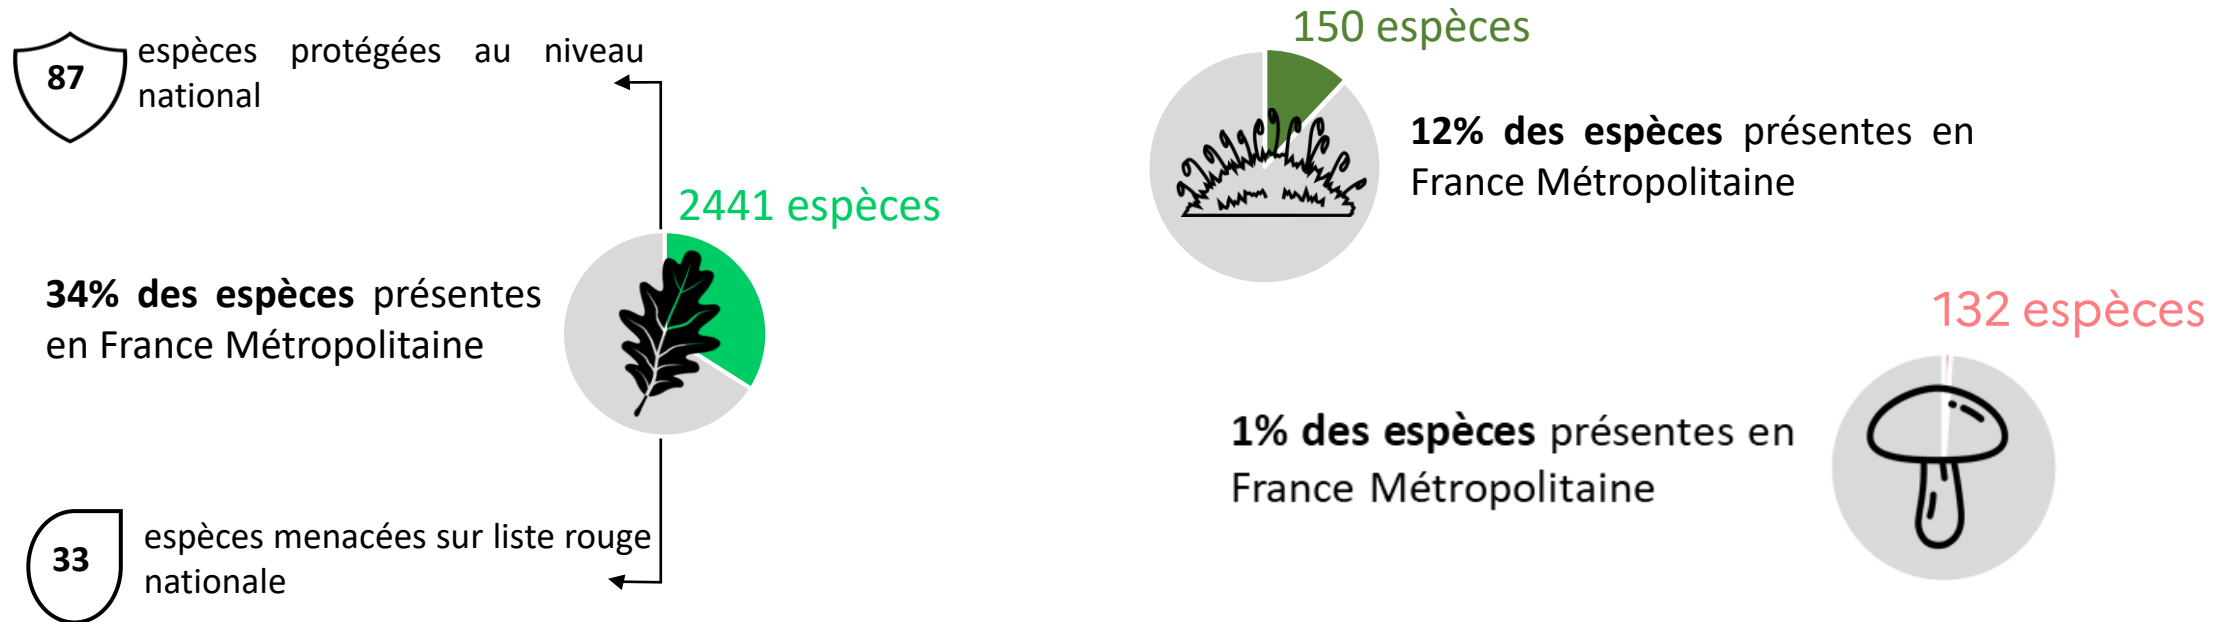 87
espèces protégées au niveau
national
2441 espèces
34% des espèces présentes
en France Métropolitaine
33
espèces menacées sur liste rouge
nationale
150 espèces
12% des espèces présentes en
France Métropolitaine
132 espèces
1% des espèces présentes en
France Métropolitaine